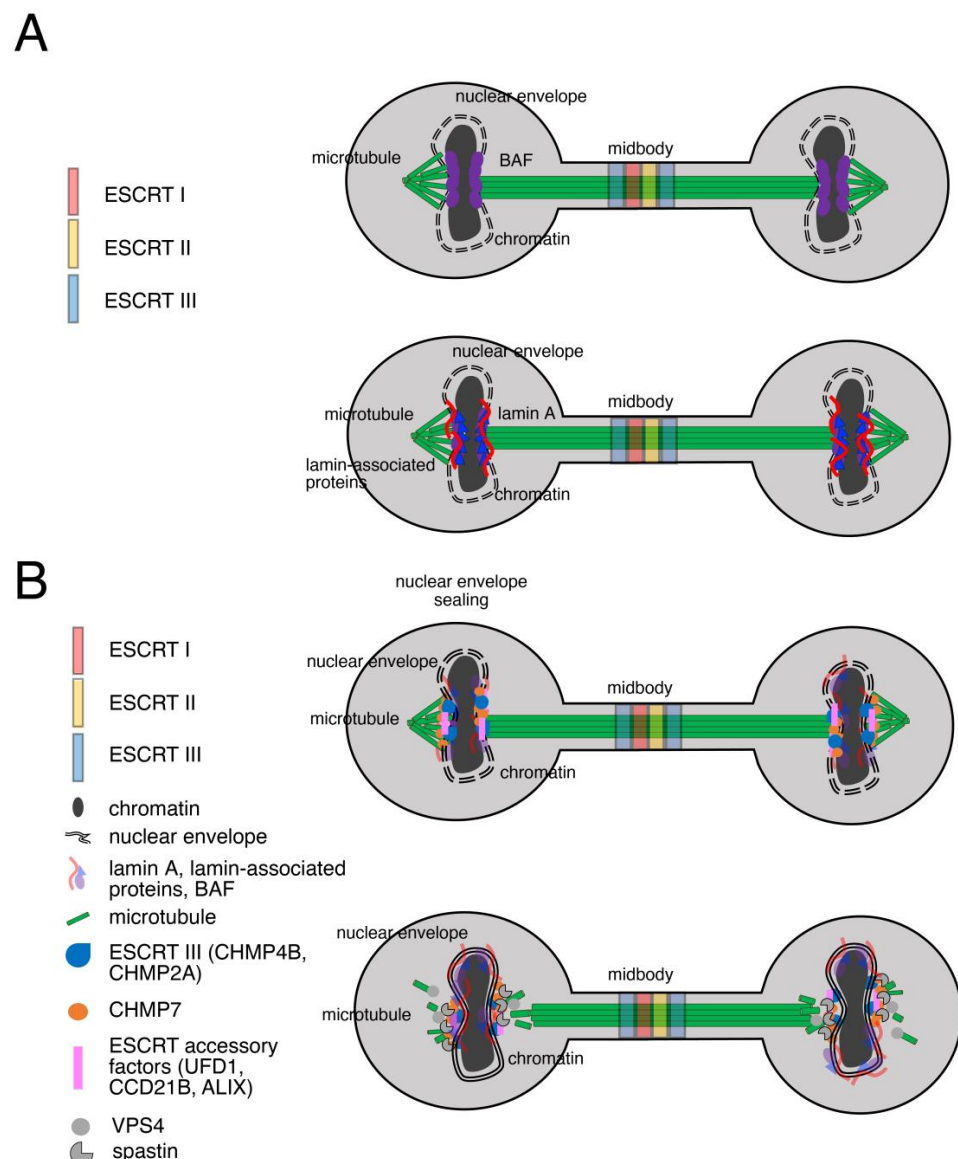 A
nuclear envelope
microtubule
BAF
midbody
chromatin
ESCRT I
ESCRT II
ESCRT III
nuclear envelope
microtubule
lamin A
midbody
lamin-associated
proteins
chromatin
B
nuclear envelope
sealing
ESCRT I
ESCRT II
ESCRT III
nuclear envelope
microtubule
midbody
chromatin
chromatin
nuclear envelope
lamin A, lamin-associated
proteins, BAF
microtubule
ESCRT III (CHMP4B,
CHMP2A)
CHMP7
ESCRT accessory
factors (UFD1,
CCD21B, ALIX)
VPS4
spastin
nuclear envelope
microtubule
midbody
chromatin